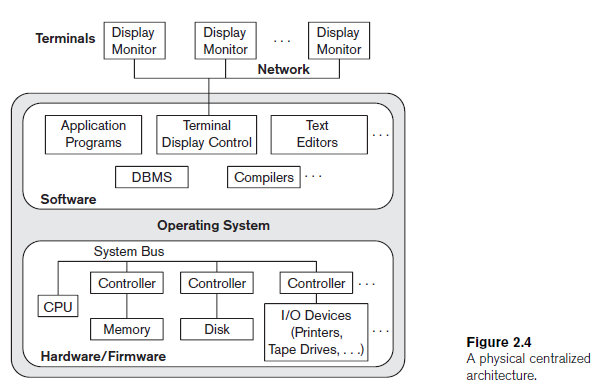 Terminals
Display
Monitor
Display
Monitor
. . .
Display
Monitor
Network
Application
Programs
Terminal
Display Control
Text
Editors
. . .
DBMS
Compilers
. . .
Software
Operating System
System Bus
Controller
Controller
Controller
. . .
CPU
Memory
Disk
I/O Devices
(Printers,
Tape Drives, . . .)
. . .
Hardware/Firmware
Figure 2.4
A physical centralized
architecture.